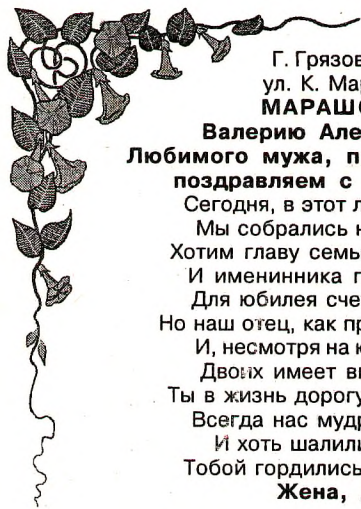 Г. Грязов
ул. К. Мар
МАРАШ
Валерию Але
Любимого мужа, п
поздравляем с
Сегодня, в этот л
Мы собрались н
Хотим главу семь
И именинника п
Для юбилея сче
Но наш отец, как пр
И, несмотря на ю
Двоих имеет в
Ты в жизнь дорогу
Всегда нас мудр
И хоть шалили
Тобой гордились
Жена,